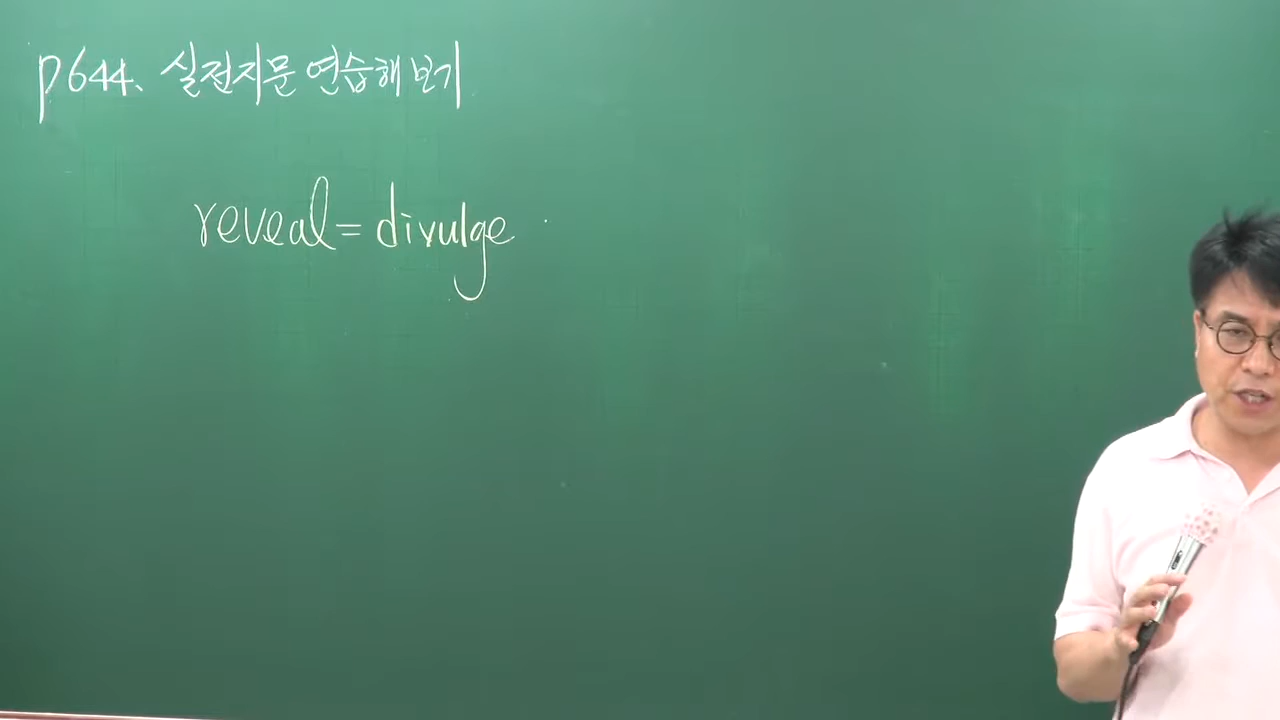 p644. 실전지문 연습해 보기
reveal = divulge